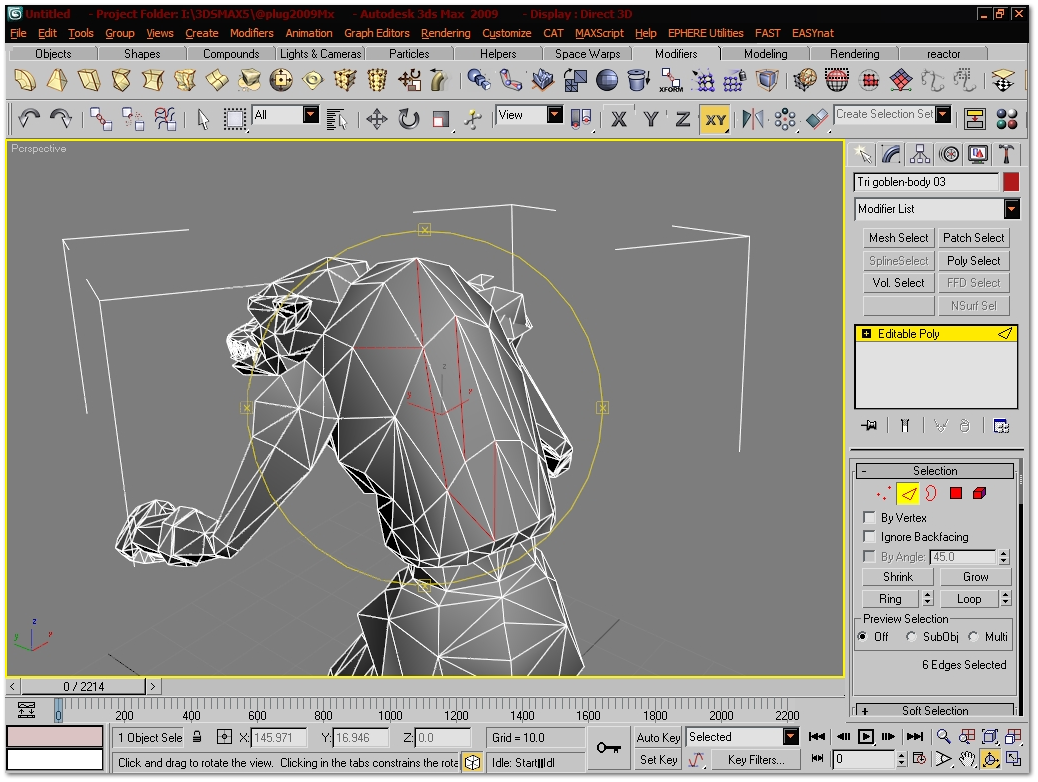 Untitled - Project Folder: I:\3DSMAX5\@plug2009Mx - Autodesk 3ds Max 2009 - Display : Direct 3D
File Edit Tools Group Views Create Modifiers Animation Graph Editors Rendering Customize CAT MAXScript Help EPHERE Utilities FAST EASYnat
Objects Shapes Compounds Lights & Cameras Particles Helpers Space Warps Modifiers Modeling Rendering reactor
XFORM
All View X Y Z XY Create Selection Set
Perspective
Tri goblen-body 03
Modifier List
Mesh Select Patch Select
SplineSelect Poly Select
Vol. Select FFD Select
NSurf Sel
Editable Poly
z
y x
- Selection
By Vertex
Ignore Backfacing
By Angle: 45.0
Shrink Grow
Ring Loop
Preview Selection
Off SubObj Multi
6 Edges Selected
+ Soft Selection
z
y x
< 0 / 2214 >
0 200 400 600 800 1000 1200 1400 1600 1800 2000 2200
1 Object Sele X: 145.971 Y: 16.946 Z: 0.0 Grid = 10.0 Auto Key Selected
Click and drag to rotate the view. Clicking in the tabs constrains the rota Set Key Key Filters... 0